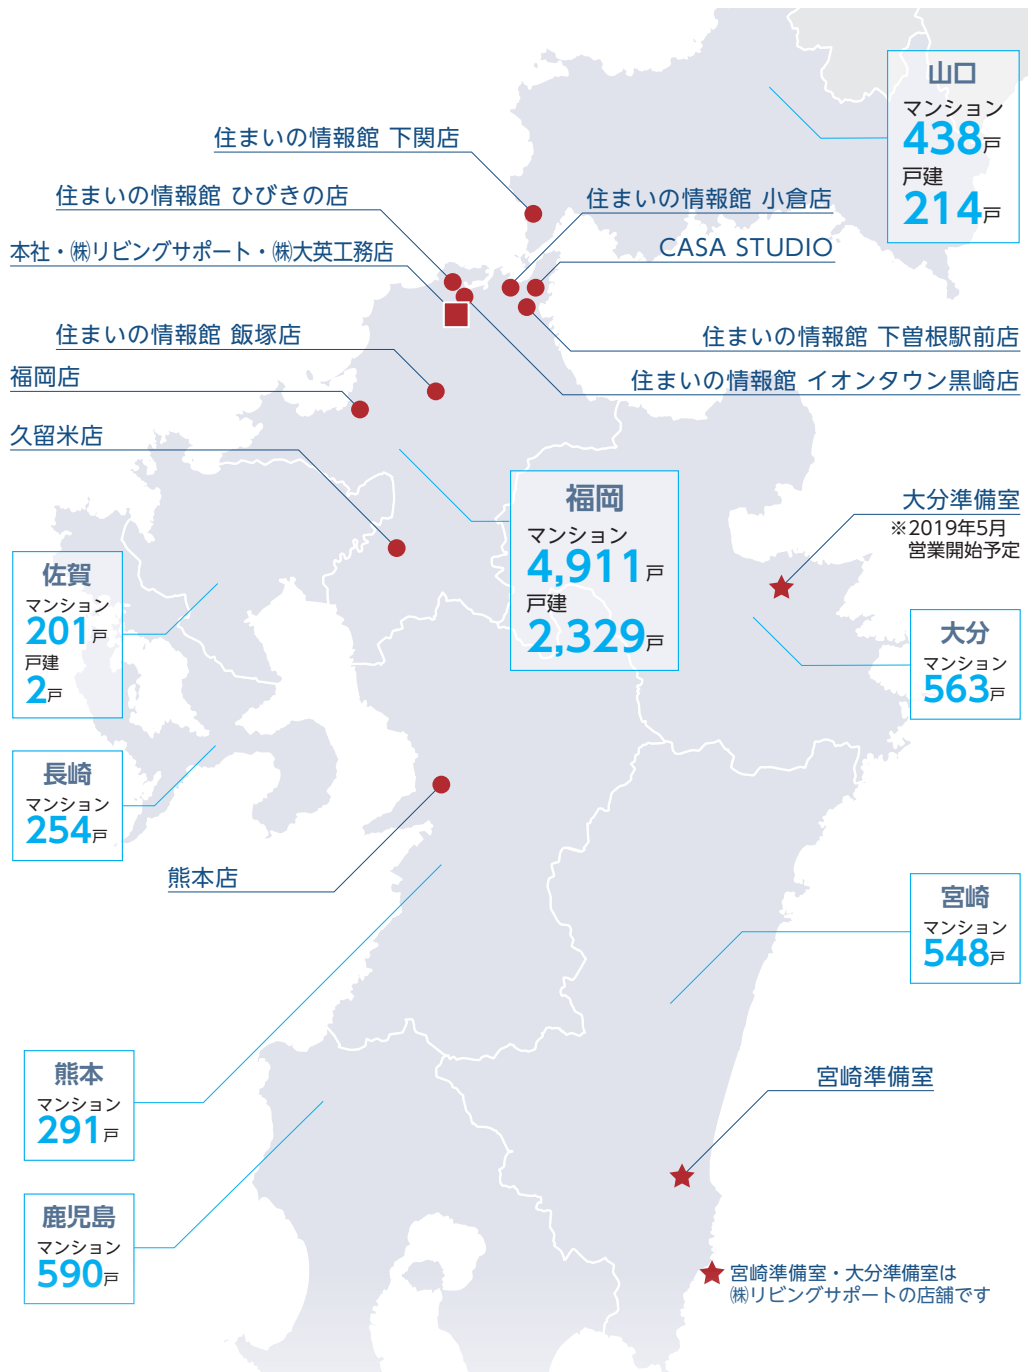 山口
マンション
438戸
戸建
214戸
住まいの情報館 下関店
住まいの情報館 ひびきの店
住まいの情報館 小倉店
本社・㈱リビングサポート・㈱大英工務店
CASA STUDIO
住まいの情報館 飯塚店
住まいの情報館 下曽根駅前店
福岡店
住まいの情報館 イオンタウン黒崎店
久留米店
福岡
マンション
4,911戸
戸建
2,329戸
大分準備室
※2019年5月
営業開始予定
佐賀
マンション
201戸
戸建
2戸
大分
マンション
563戸
長崎
マンション
254戸
熊本店
宮崎
マンション
548戸
熊本
マンション
291戸
宮崎準備室
鹿児島
マンション
590戸
宮崎準備室・大分準備室は
㈱リビングサポートの店舗です